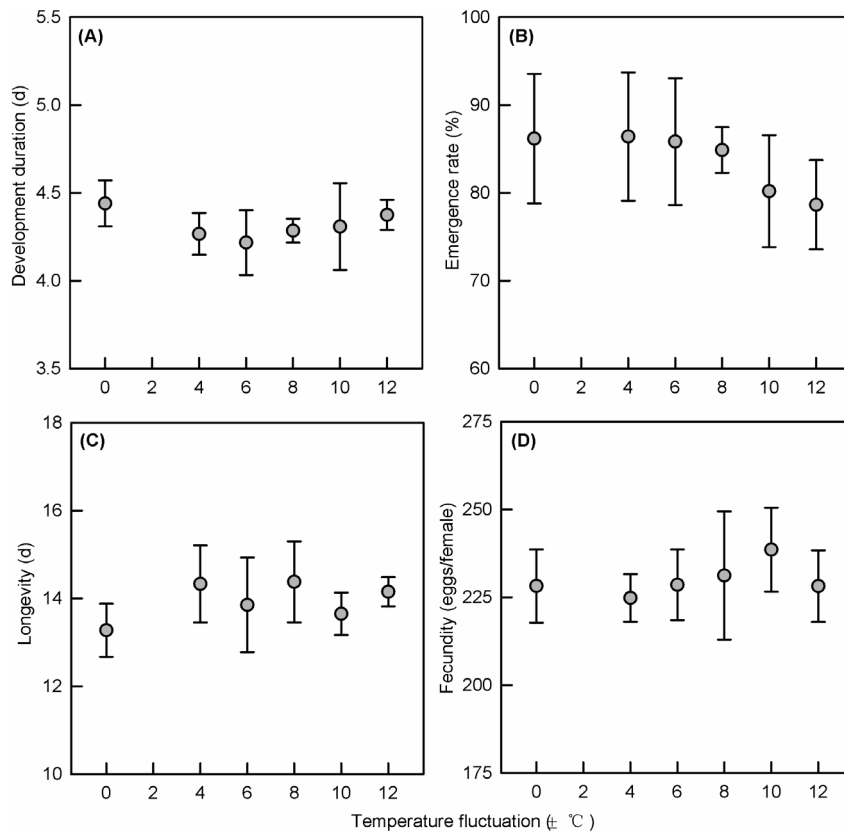 (A)
Development duration (d)
5.5
5.0
4.5
4.0
3.5
0 2 4 6 8 10 12
(B)
Emergence rate (%)
100
90
80
70
60
0 2 4 6 8 10 12
(C)
Longevity (d)
18
16
14
12
10
0 2 4 6 8 10 12
(D)
Fecundity (eggs/female)
275
250
225
200
175
0 2 4 6 8 10 12
Temperature fluctuation (± ℃)